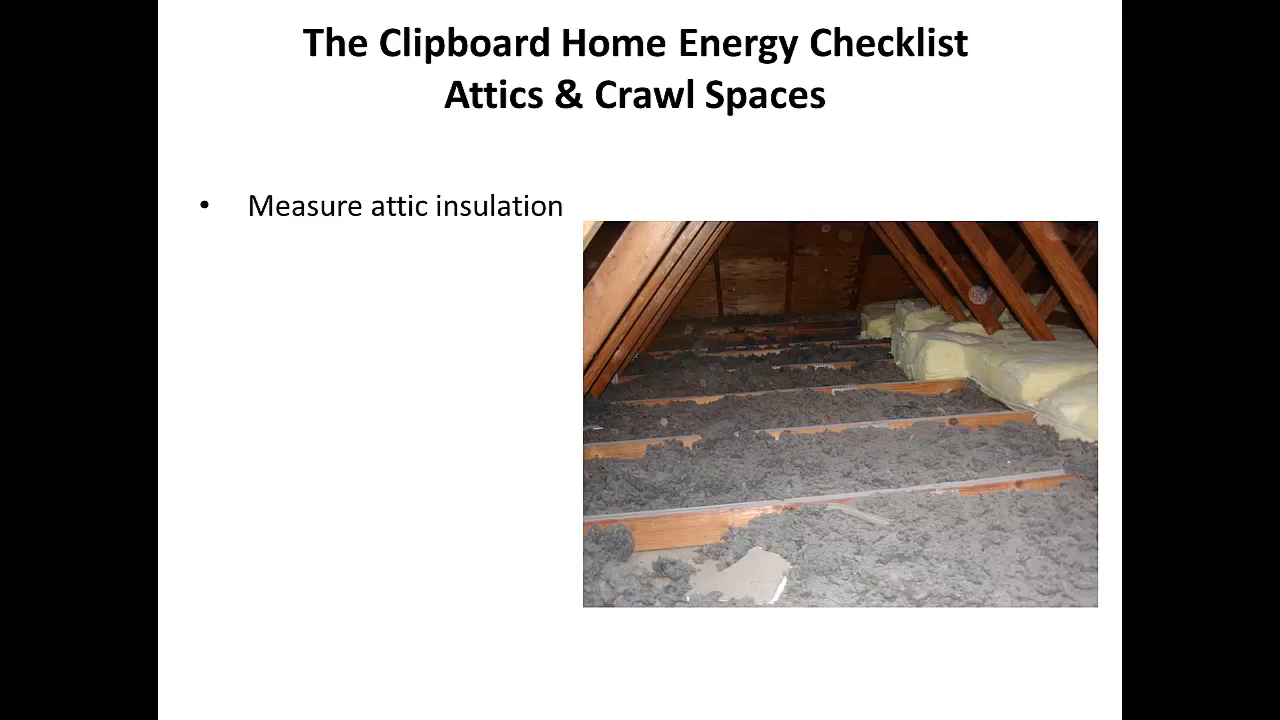 The Clipboard Home Energy Checklist
Attics & Crawl Spaces
• Measure attic insulation